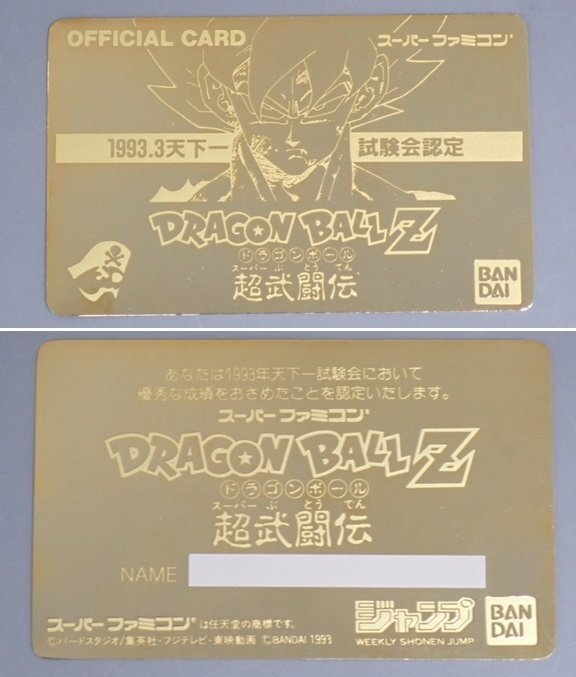 OFFICIAL CARD
スーパーファミコン
1993.3天下一
試験会認定
DRAGON BALL Z
ドラゴンボール
スーパーぶとうてん
超武闘伝
BAN
DAI
あなたは1993年天下一試験会において
優秀な成績をおさめたことを認定いたします。
スーパーファミコン
DRAGON BALL Z
ドラゴンボール
スーパーぶとうてん
超武闘伝
NAME
スーパーファミコンは任天堂の商標です。
©バードスタジオ/集英社・フジテレビ・東映動画 ©BANDAI 1993
ジャンプ
WEEKLY SHONEN JUMP
BAN
DAI